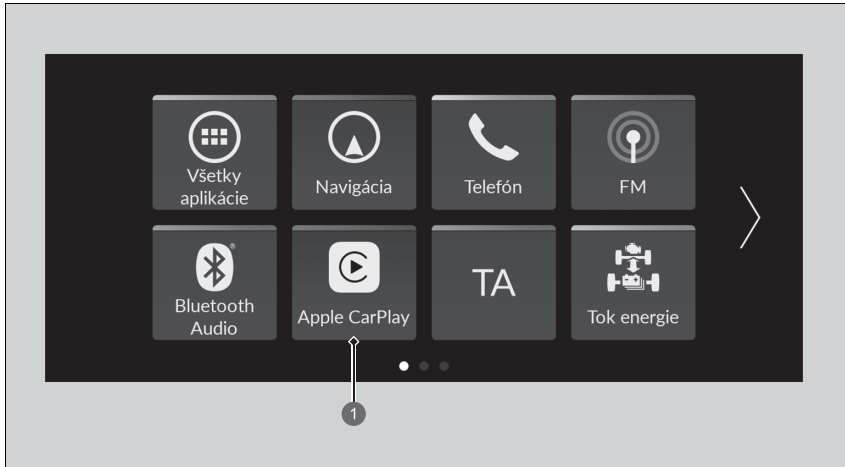 Všetky
aplikácie
Navigácia
Telefón
FM
Bluetooth®
Audio
Apple CarPlay
TA
Tok energie
1